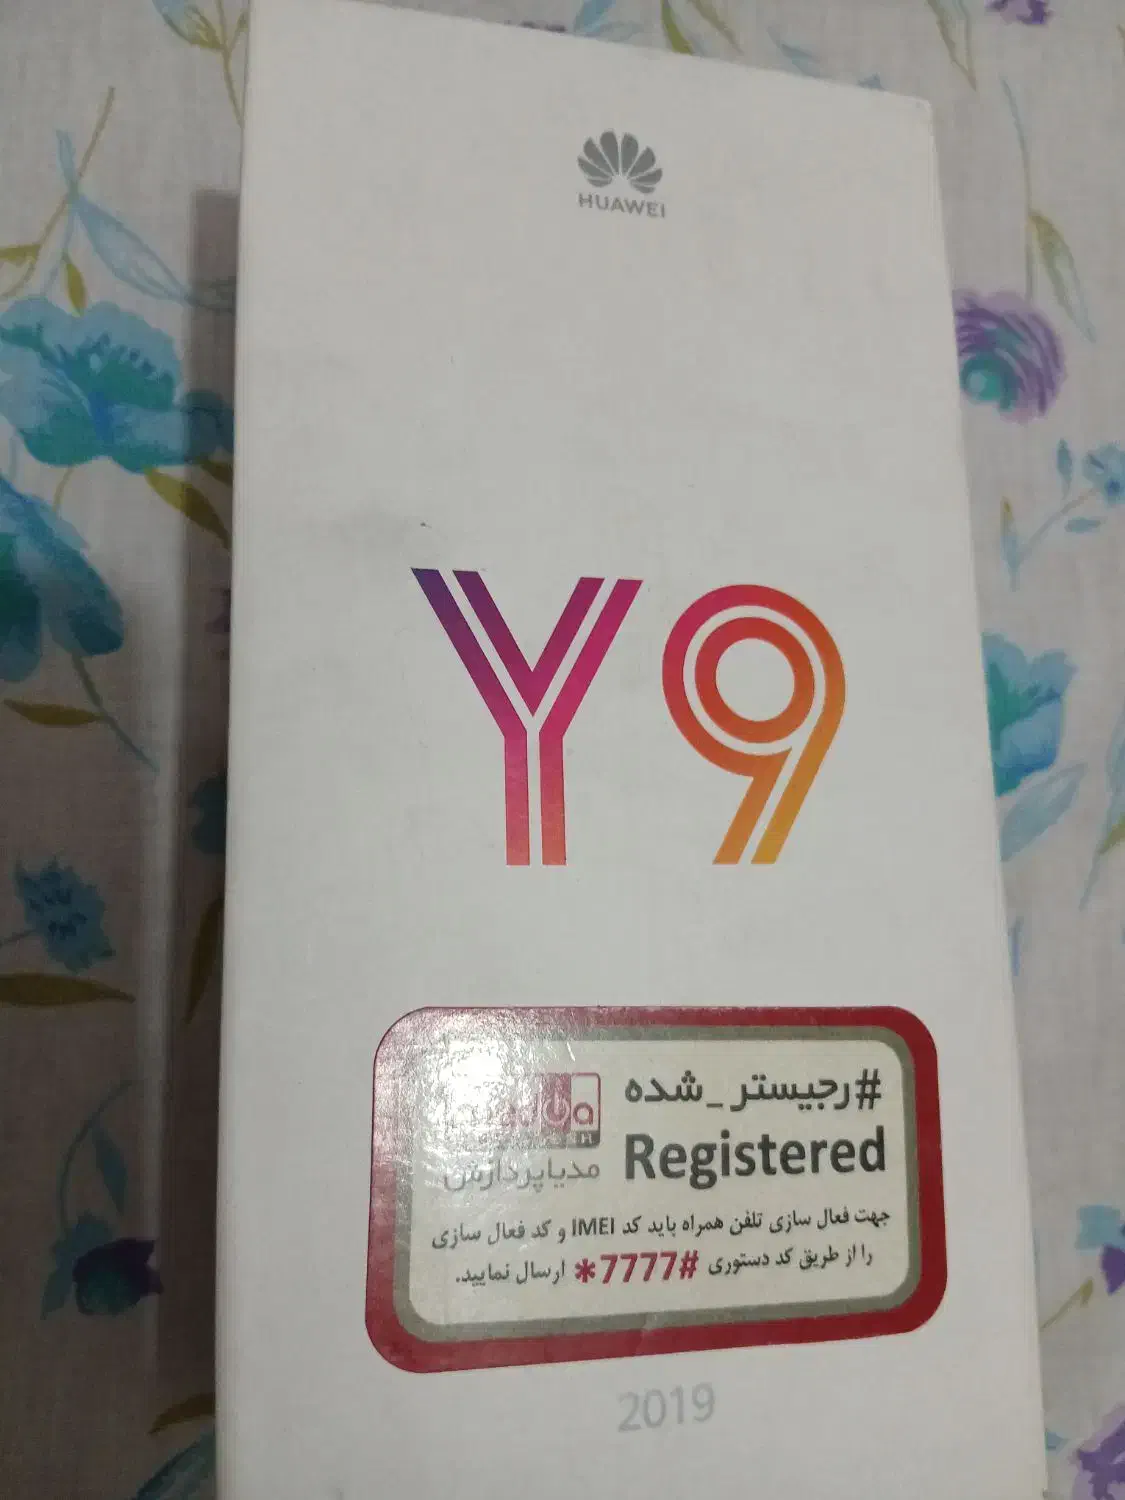 HUAWEI
Y9
#رجیستر_شده
Registered
مدیاپردازش
جهت فعال سازی تلفن همراه باید کد IMEI و کد فعال سازی
را از طریق کد دستوری #7777* ارسال نمایید.
2019